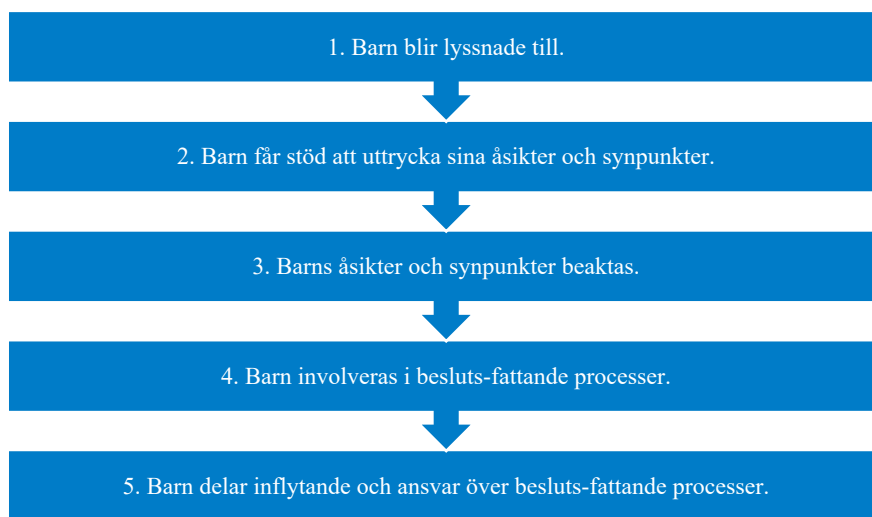 1. Barn blir lyssnade till.
2. Barn får stöd att uttrycka sina åsikter och synpunkter.
3. Barns åsikter och synpunkter beaktas.
4. Barn involveras i besluts-fattande processer.
5. Barn delar inflytande och ansvar över besluts-fattande processer.